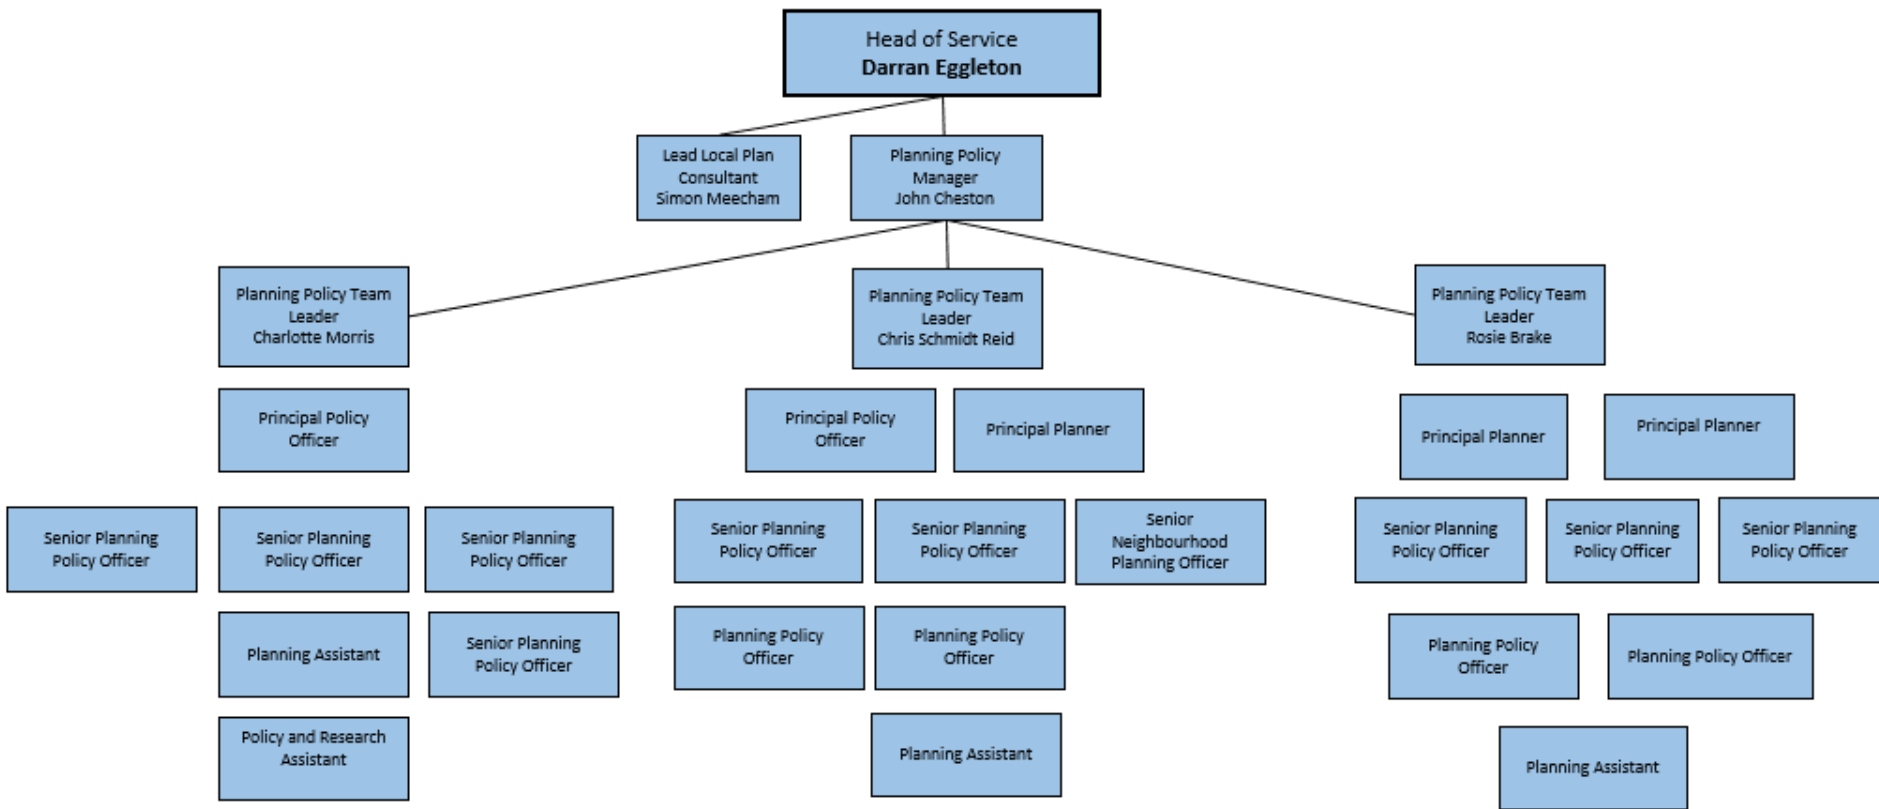 Head of Service
Darran Eggleton
Lead Local Plan
Consultant
Simon Meecham
Planning Policy
Manager
John Cheston
Planning Policy Team
Leader
Charlotte Morris
Planning Policy Team
Leader
Chris Schmidt Reid
Planning Policy Team
Leader
Rosie Brake
Principal Policy
Officer
Principal Policy
Officer
Principal Planner
Principal Planner
Principal Planner
Senior Planning
Policy Officer
Senior Planning
Policy Officer
Senior Planning
Policy Officer
Senior Planning
Policy Officer
Senior Planning
Policy Officer
Senior
Neighbourhood
Planning Officer
Senior Planning
Policy Officer
Senior Planning
Policy Officer
Senior Planning
Policy Officer
Planning Assistant
Senior Planning
Policy Officer
Planning Policy
Officer
Planning Policy
Officer
Planning Policy
Officer
Planning Policy Officer
Policy and Research
Assistant
Planning Assistant
Planning Assistant